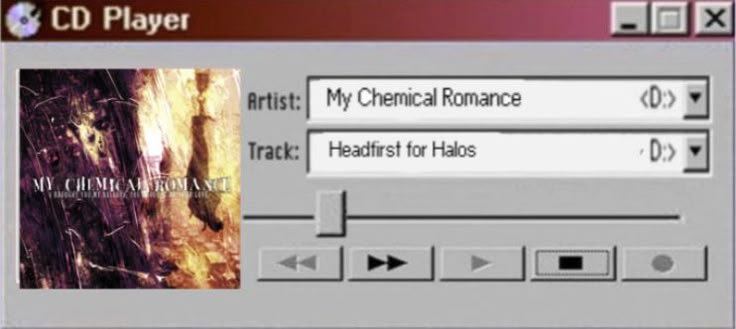 CD Player
Artist: My Chemical Romance <D:>
Track: Headfirst for Halos D:>
MY CHEMICAL ROMANCE